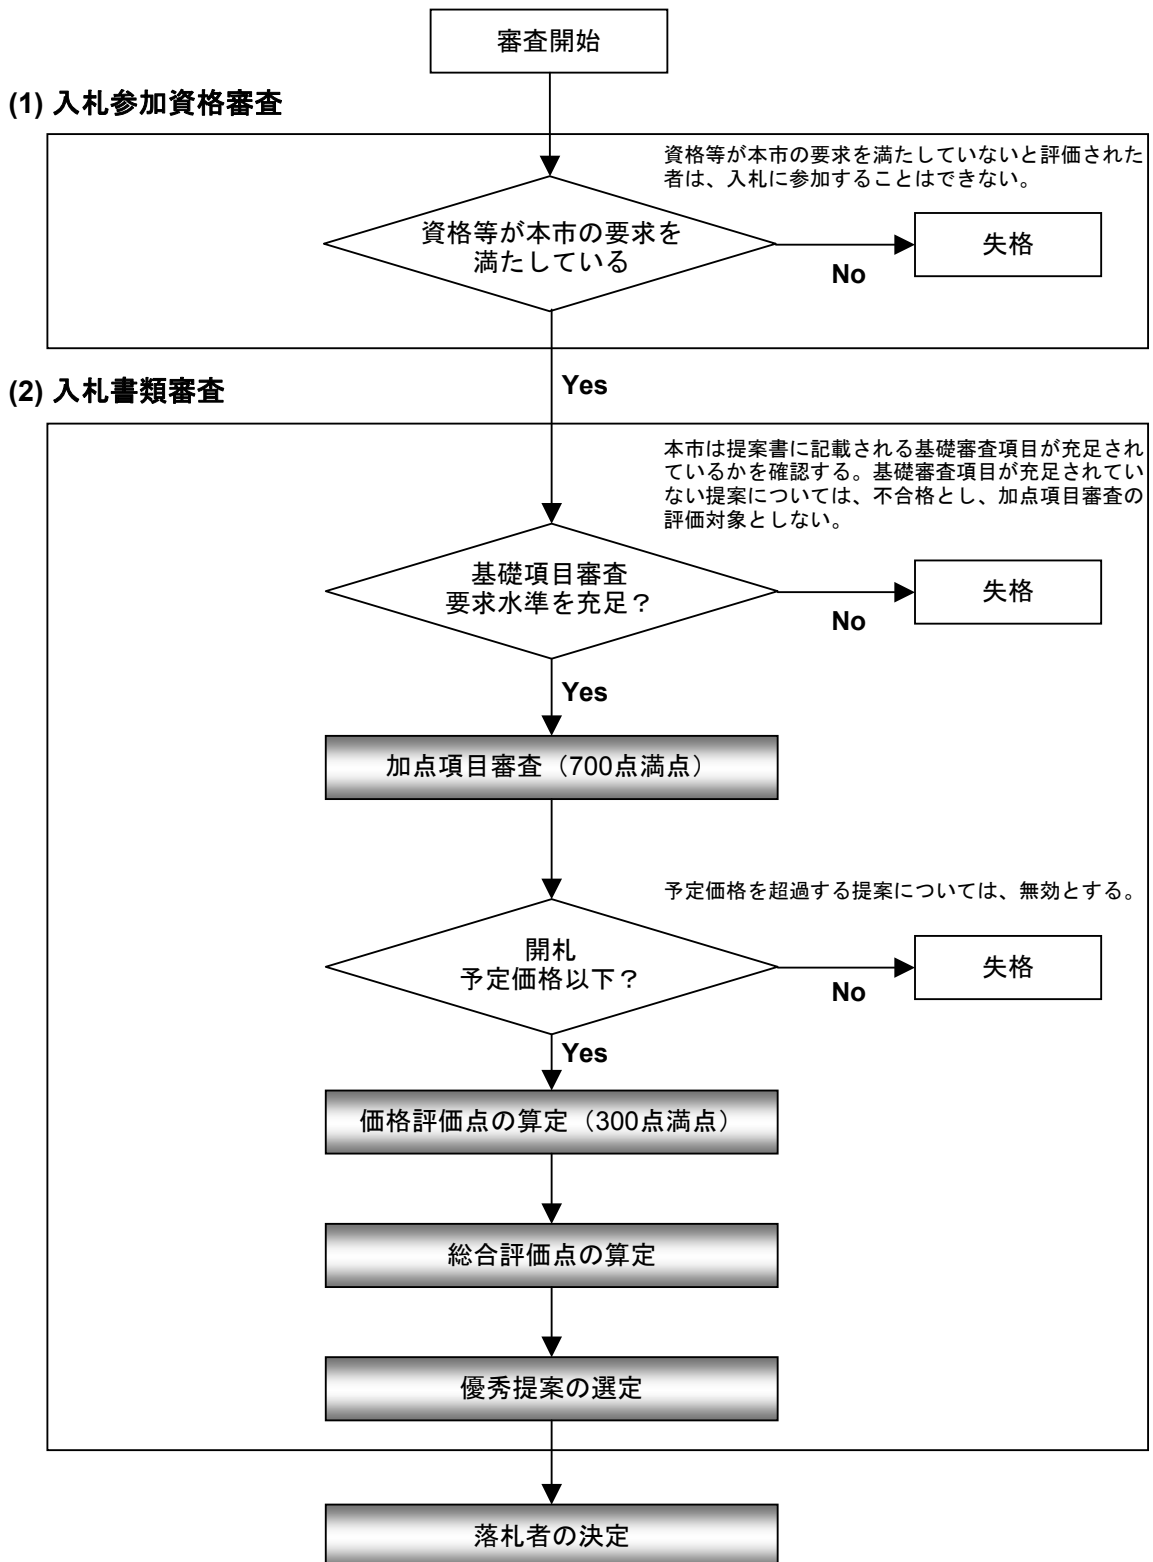 審査開始
(1) 入札参加資格審査
資格等が本市の要求を満たしていないと評価された
者は、入札に参加することはできない。
資格等が本市の要求を
満たしている
No
失格
Yes
(2) 入札書類審査
本市は提案書に記載される基礎審査項目が充足され
ているかを確認する。基礎審査項目が充足されてい
ない提案については、不合格とし、加点項目審査の
評価対象としない。
基礎項目審査
要求水準を充足？
No
失格
Yes
加点項目審査（700点満点）
予定価格を超過する提案については、無効とする。
開札
予定価格以下？
No
失格
Yes
価格評価点の算定（300点満点）
総合評価点の算定
優秀提案の選定
落札者の決定